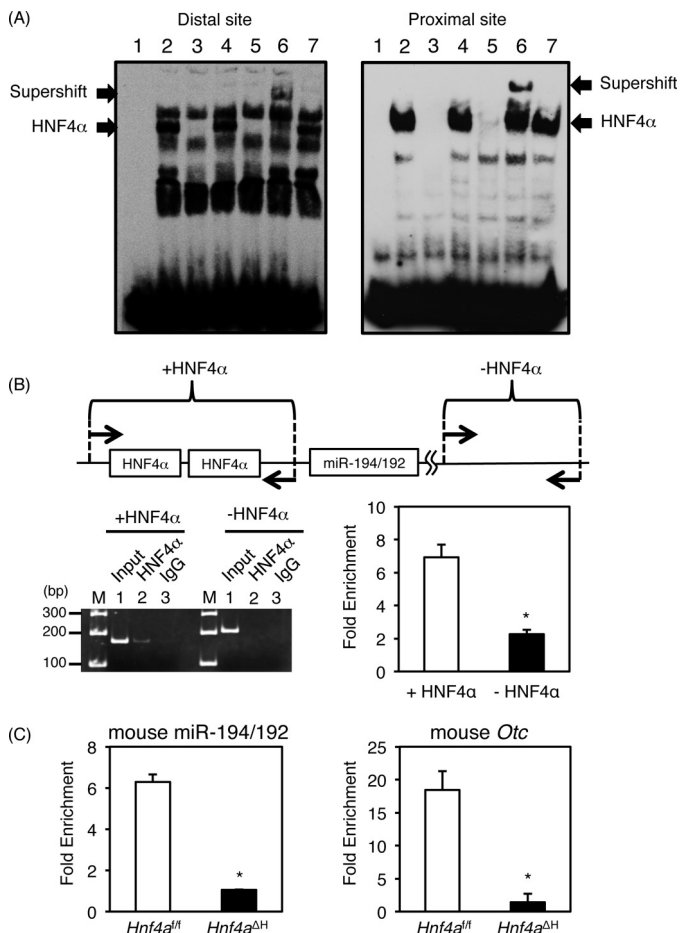 (A)
Distal site
Proximal site
1 2 3 4 5 6 7
1 2 3 4 5 6 7
Supershift
HNF4α
Supershift
HNF4α
(B)
+HNF4α
-HNF4α
HNF4α
HNF4α
miR-194/192
+HNF4α
-HNF4α
Input
HNF4α
IgG
Input
HNF4α
IgG
(bp)
M 1 2 3
M 1 2 3
300
200
100
Fold Enrichment
10
8
6
4
2
0
*
+ HNF4α
- HNF4α
(C)
mouse miR-194/192
Fold Enrichment
8
6
4
2
0
*
Hnf4a^f/f
Hnf4a^ΔH
mouse Otc
Fold Enrichment
25
20
15
10
5
0
*
Hnf4a^f/f
Hnf4a^ΔH